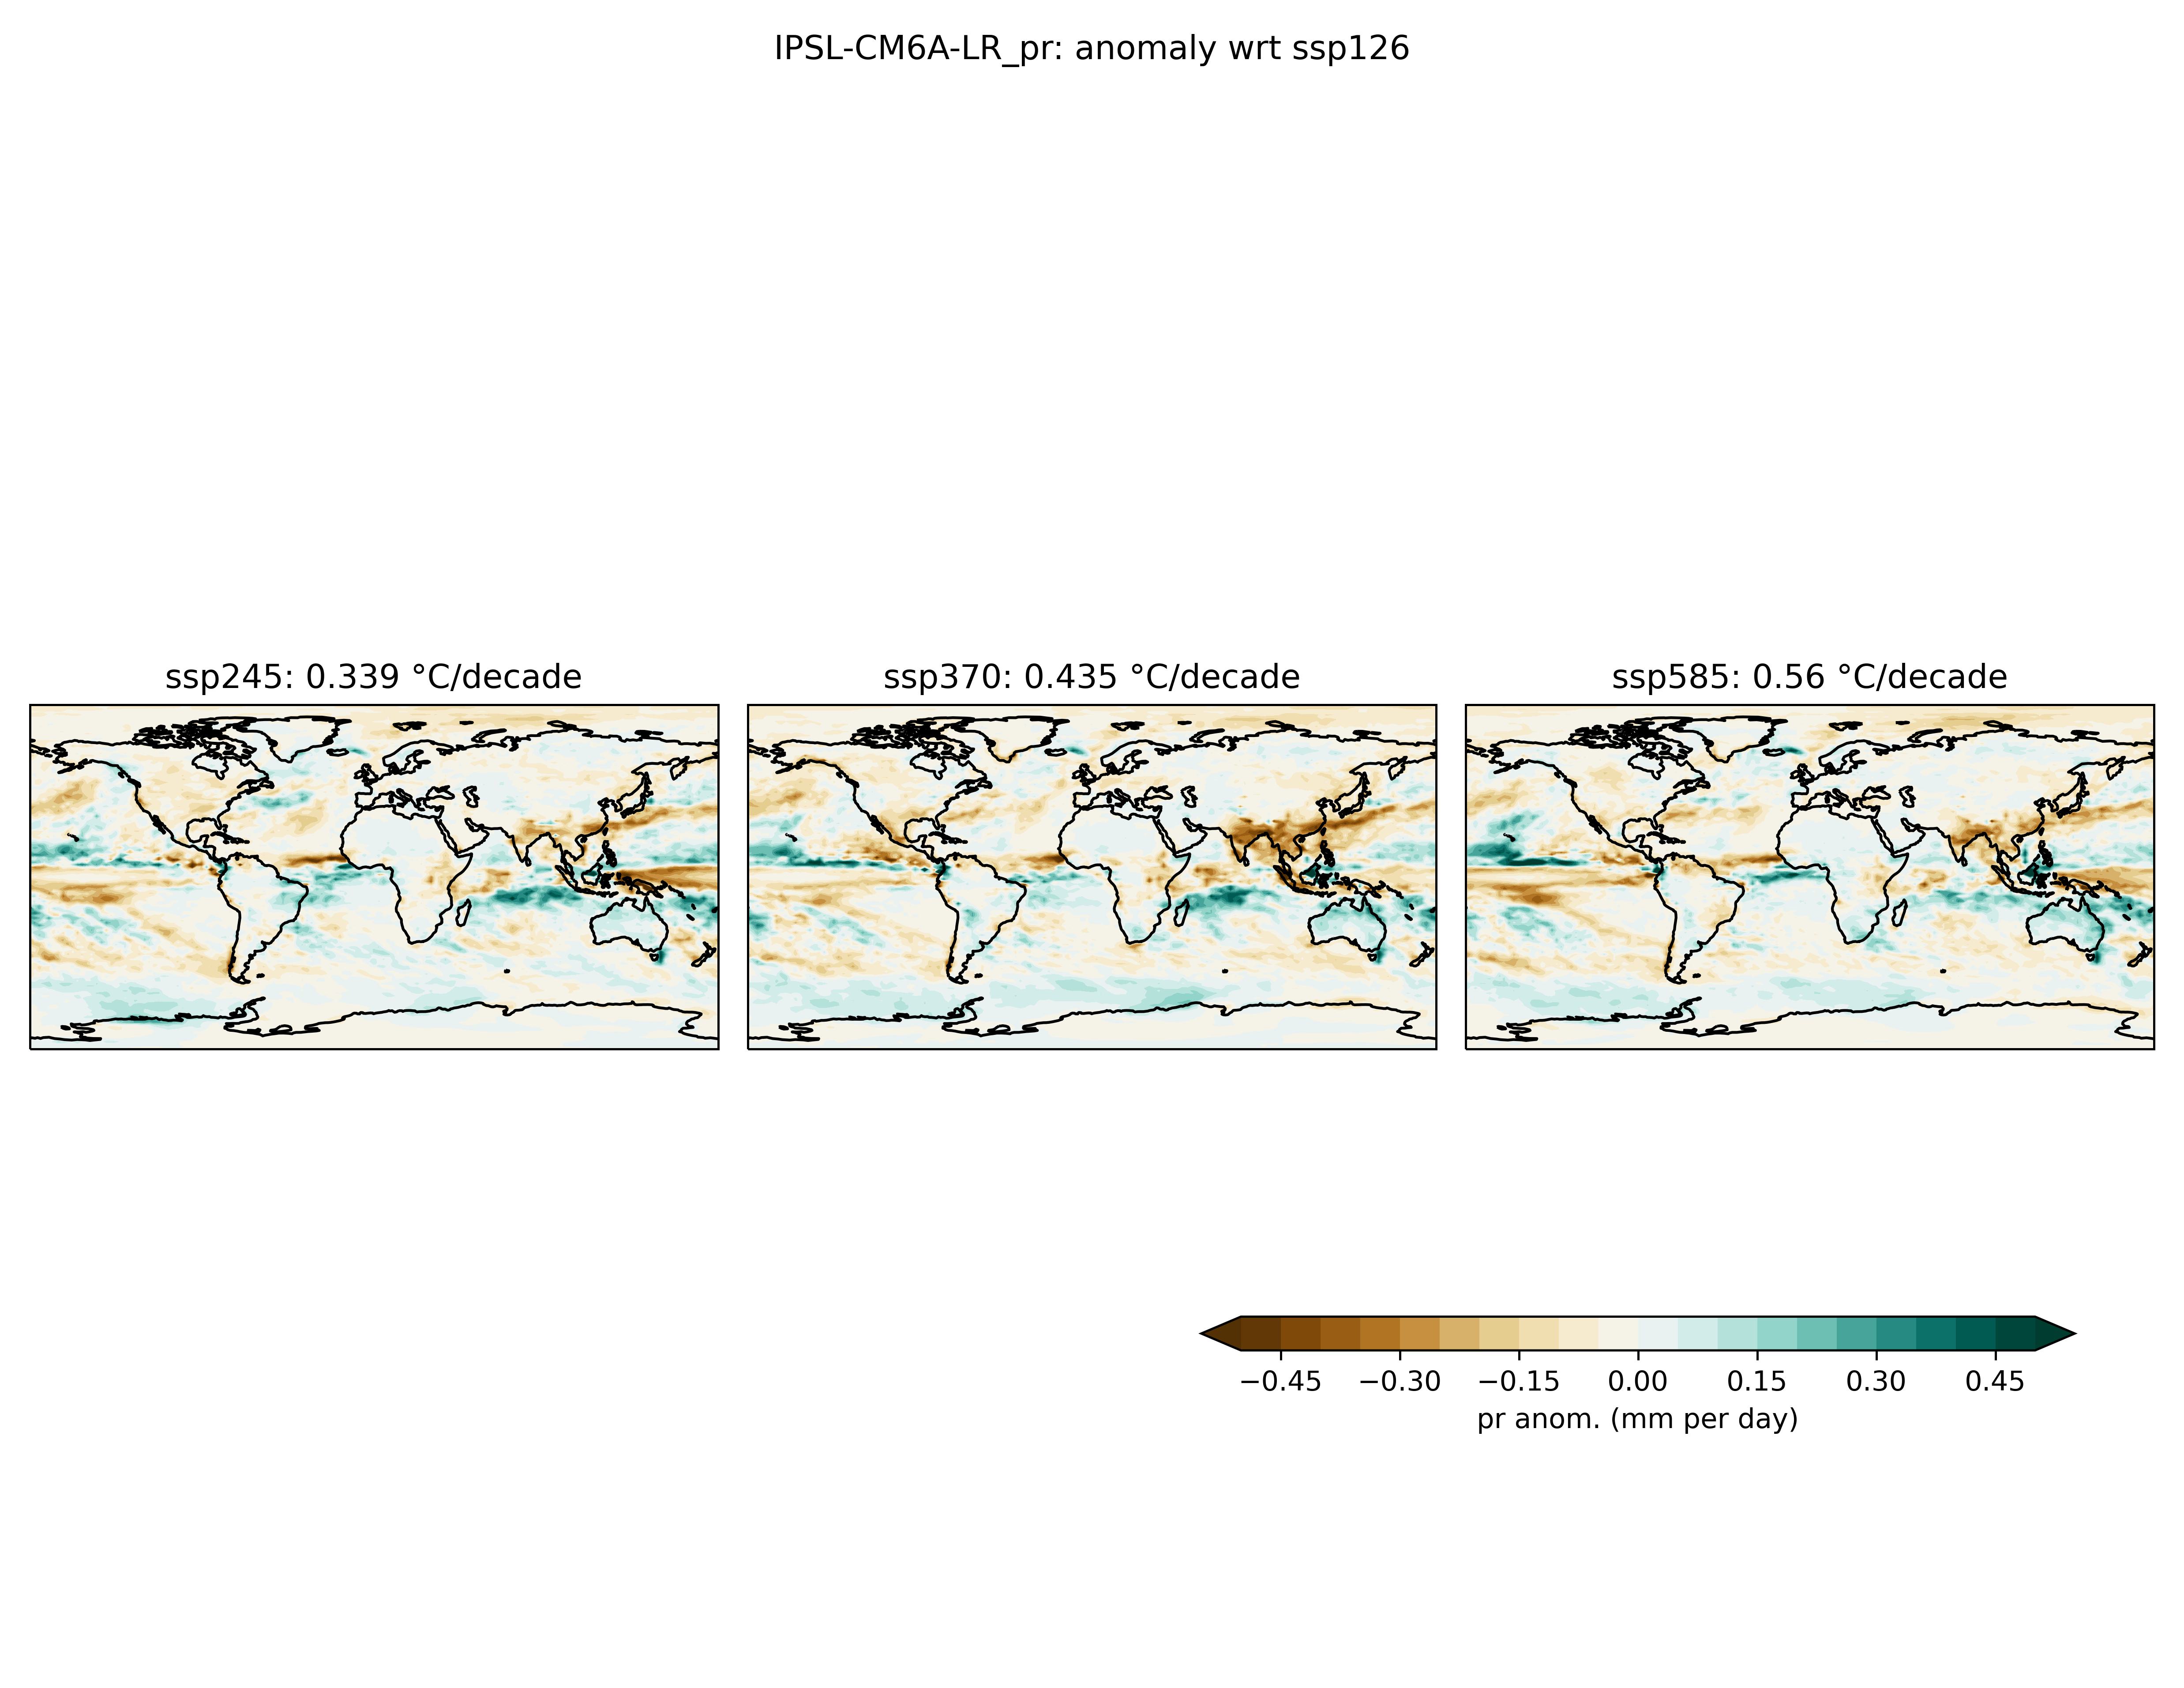 IPSL-CM6A-LR_pr: anomaly wrt ssp126
ssp245: 0.339 °C/decade
ssp370: 0.435 °C/decade
ssp585: 0.56 °C/decade
−0.45 −0.30 −0.15 0.00 0.15 0.30 0.45
pr anom. (mm per day)